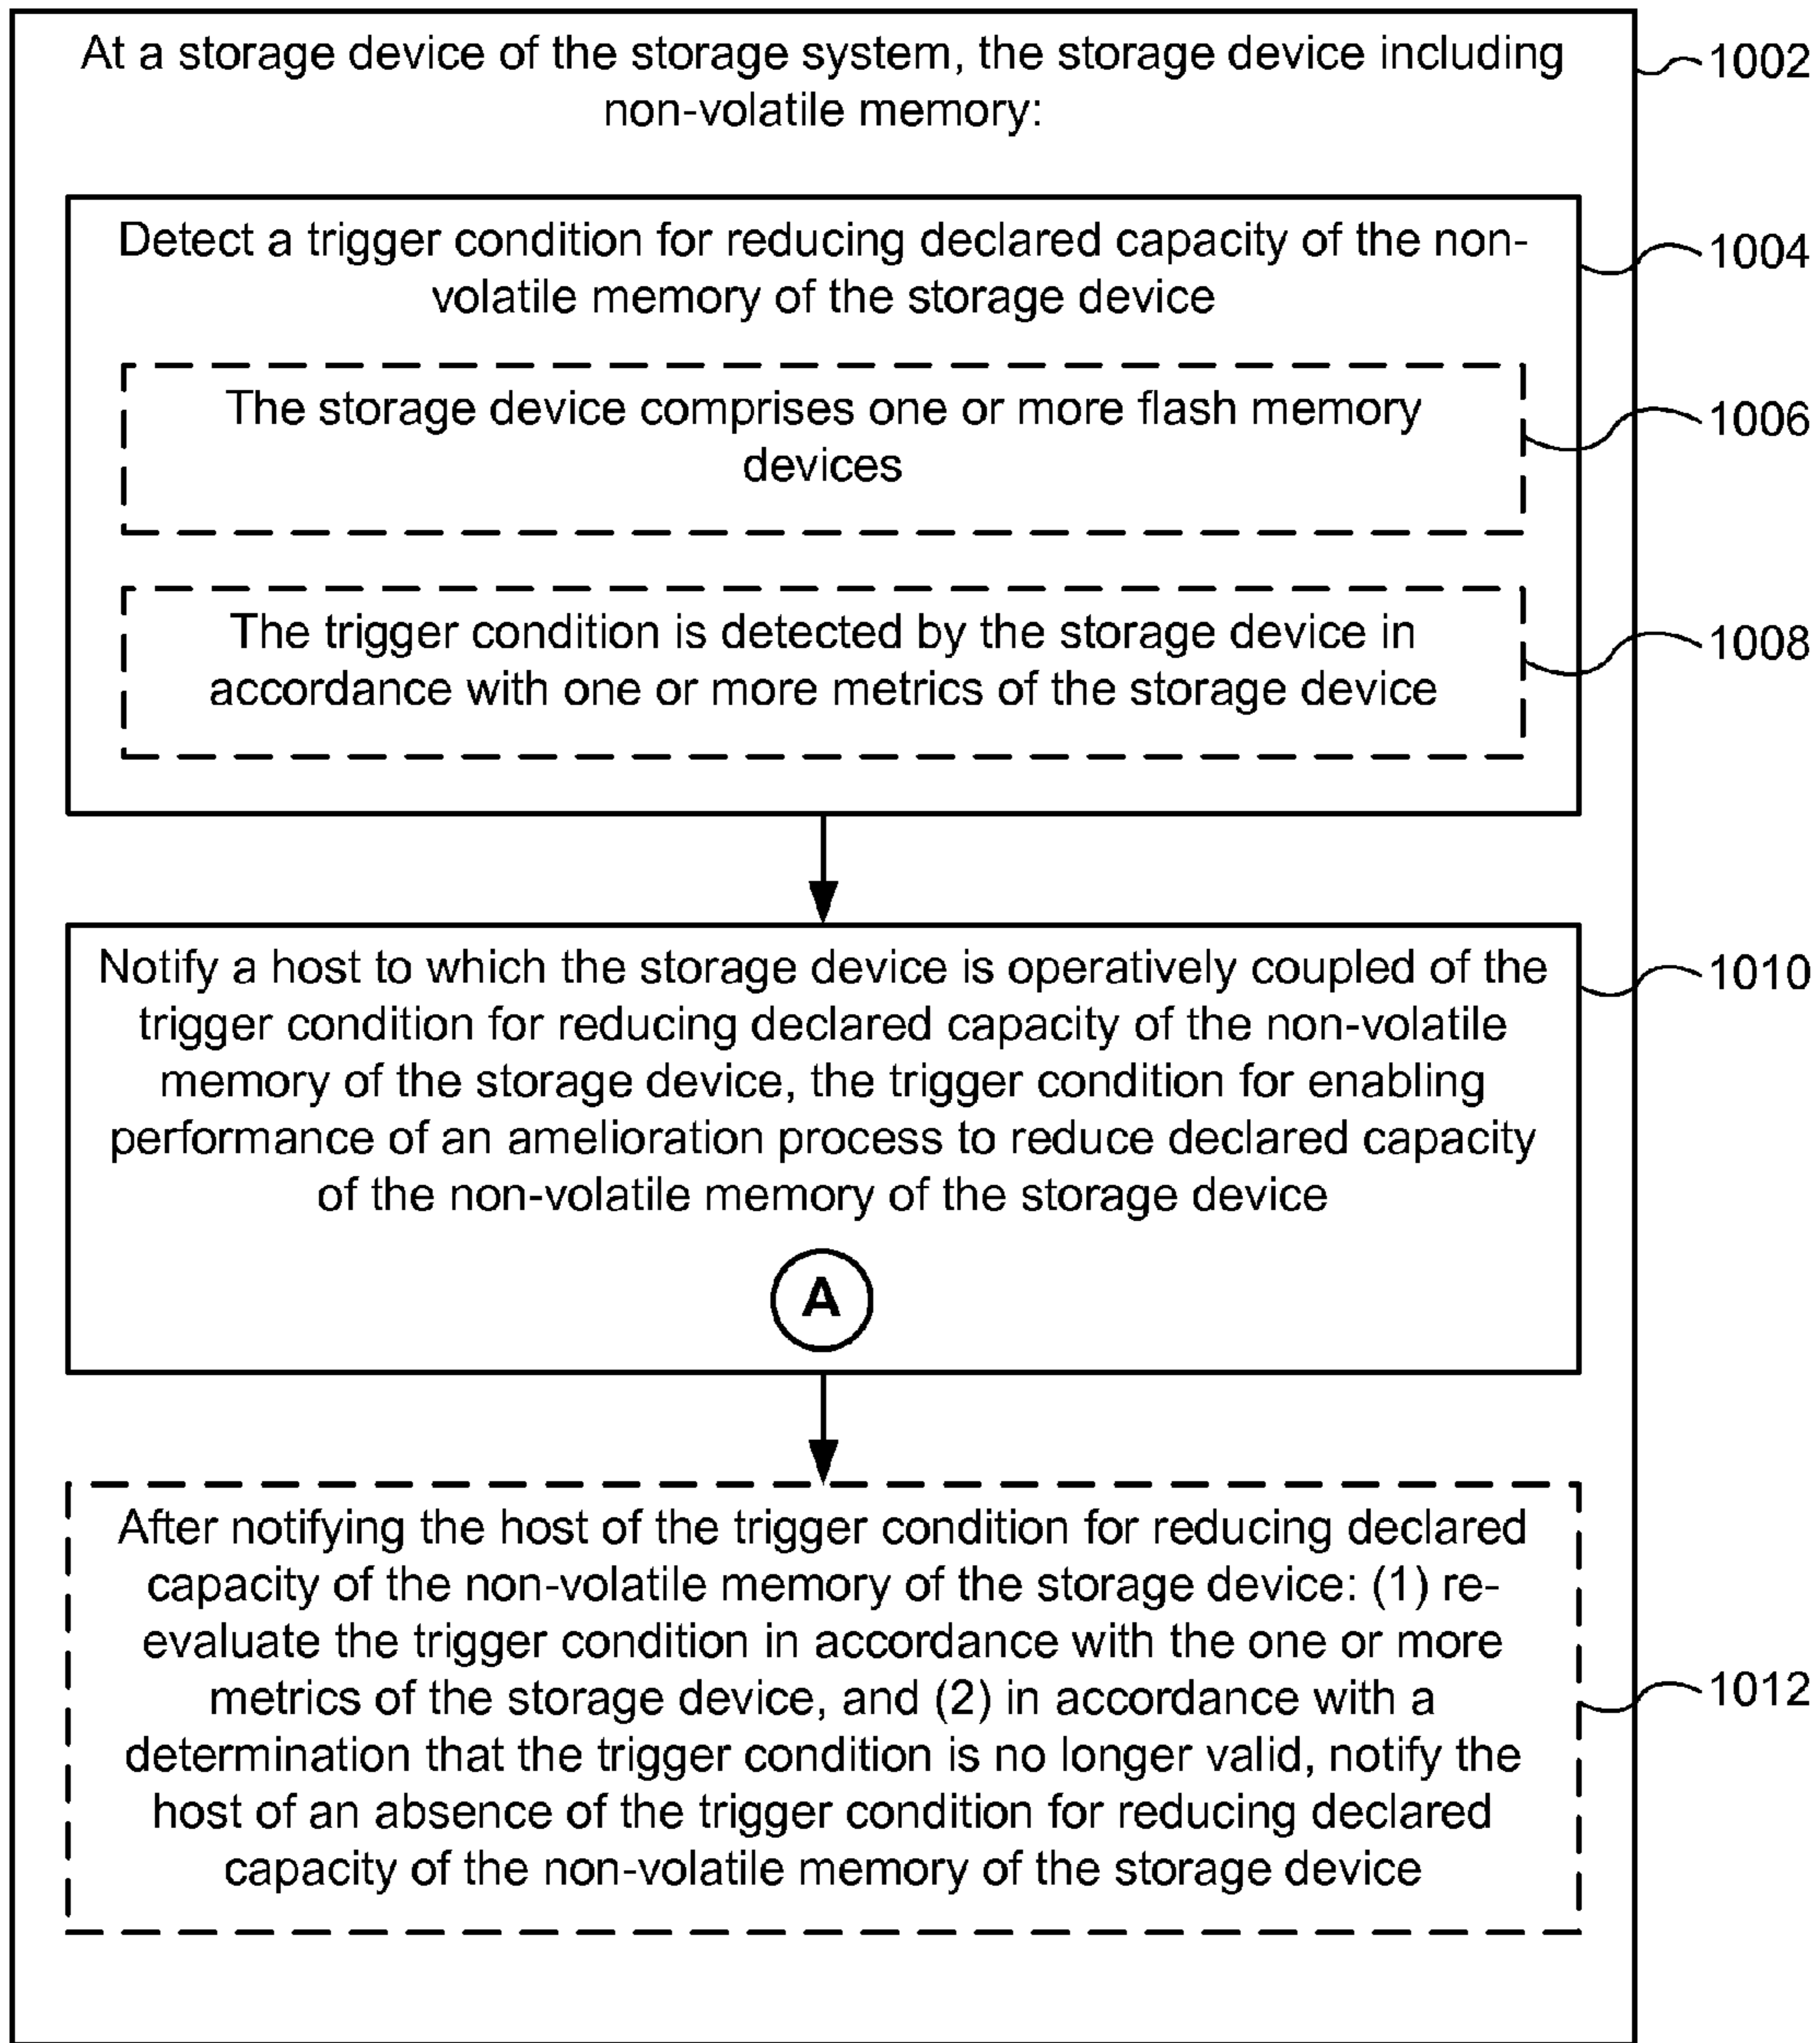 At a storage device of the storage system, the storage device including
non-volatile memory:
1002
Detect a trigger condition for reducing declared capacity of the non-
volatile memory of the storage device
1004
The storage device comprises one or more flash memory
devices
1006
The trigger condition is detected by the storage device in
accordance with one or more metrics of the storage device
1008
Notify a host to which the storage device is operatively coupled of the
trigger condition for reducing declared capacity of the non-volatile
memory of the storage device, the trigger condition for enabling
performance of an amelioration process to reduce declared capacity
of the non-volatile memory of the storage device
1010
A
After notifying the host of the trigger condition for reducing declared
capacity of the non-volatile memory of the storage device: (1) re-
evaluate the trigger condition in accordance with the one or more
metrics of the storage device, and (2) in accordance with a
determination that the trigger condition is no longer valid, notify the
host of an absence of the trigger condition for reducing declared
capacity of the non-volatile memory of the storage device
1012